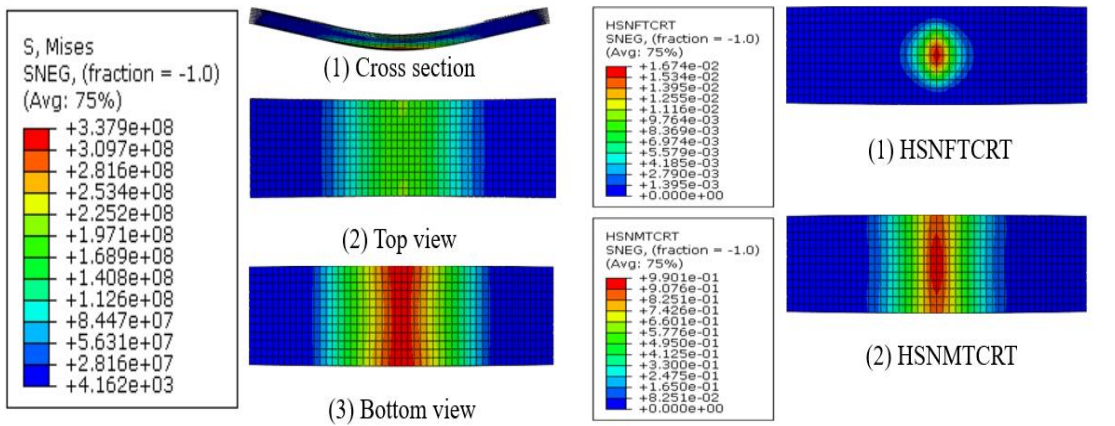 S, Mises
SNEG, (fraction = -1.0)
(Avg: 75%)
+3.379e+08
+3.097e+08
+2.816e+08
+2.534e+08
+2.252e+08
+1.971e+08
+1.689e+08
+1.408e+08
+1.126e+08
+8.447e+07
+5.631e+07
+2.816e+07
+4.162e+03
(1) Cross section
(2) Top view
(3) Bottom view
HSNFTCRT
SNEG, (fraction = -1.0)
(Avg: 75%)
+1.674e-02
+1.534e-02
+1.395e-02
+1.255e-02
+1.116e-02
+9.764e-03
+8.369e-03
+6.974e-03
+5.579e-03
+4.185e-03
+2.790e-03
+1.395e-03
+0.000e+00
(1) HSNFTCRT
HSNMTCRT
SNEG, (fraction = -1.0)
(Avg: 75%)
+9.901e-01
+9.076e-01
+8.251e-01
+7.426e-01
+6.601e-01
+5.776e-01
+4.950e-01
+4.125e-01
+3.300e-01
+2.475e-01
+1.650e-01
+8.251e-02
+0.000e+00
(2) HSNMTCRT